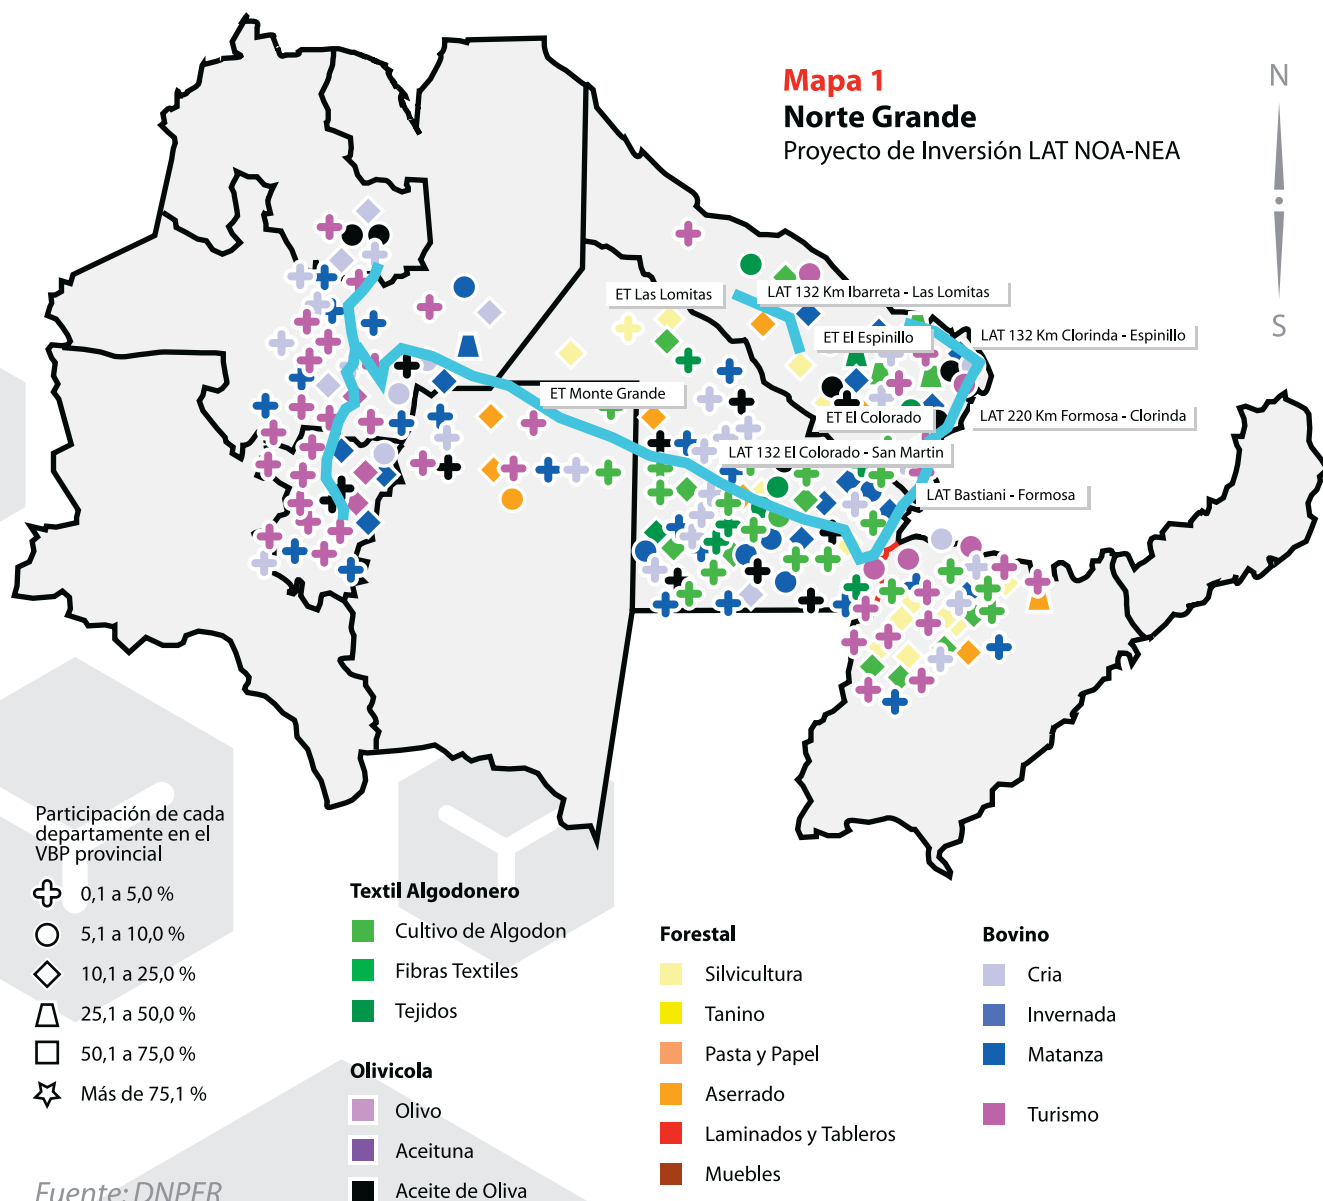 Mapa 1
Norte Grande
Proyecto de Inversión LAT NOA-NEA
N
S
ET Las Lomitas
LAT 132 Km Ibarreta - Las Lomitas
ET El Espinillo
LAT 132 Km Clorinda - Espinillo
ET Monte Grande
ET El Colorado
LAT 220 Km Formosa - Clorinda
LAT 132 El Colorado - San Martin
LAT Bastiani - Formosa
Participación de cada
departamente en el
VBP provincial
0,1 a 5,0 %
5,1 a 10,0 %
10,1 a 25,0 %
25,1 a 50,0 %
50,1 a 75,0 %
Más de 75,1 %
Textil Algodonero
Cultivo de Algodon
Fibras Textiles
Tejidos
Olivicola
Olivo
Aceituna
Aceite de Oliva
Forestal
Silvicultura
Tanino
Pasta y Papel
Aserrado
Laminados y Tableros
Muebles
Bovino
Cria
Invernada
Matanza
Turismo
Fuente: DNPER